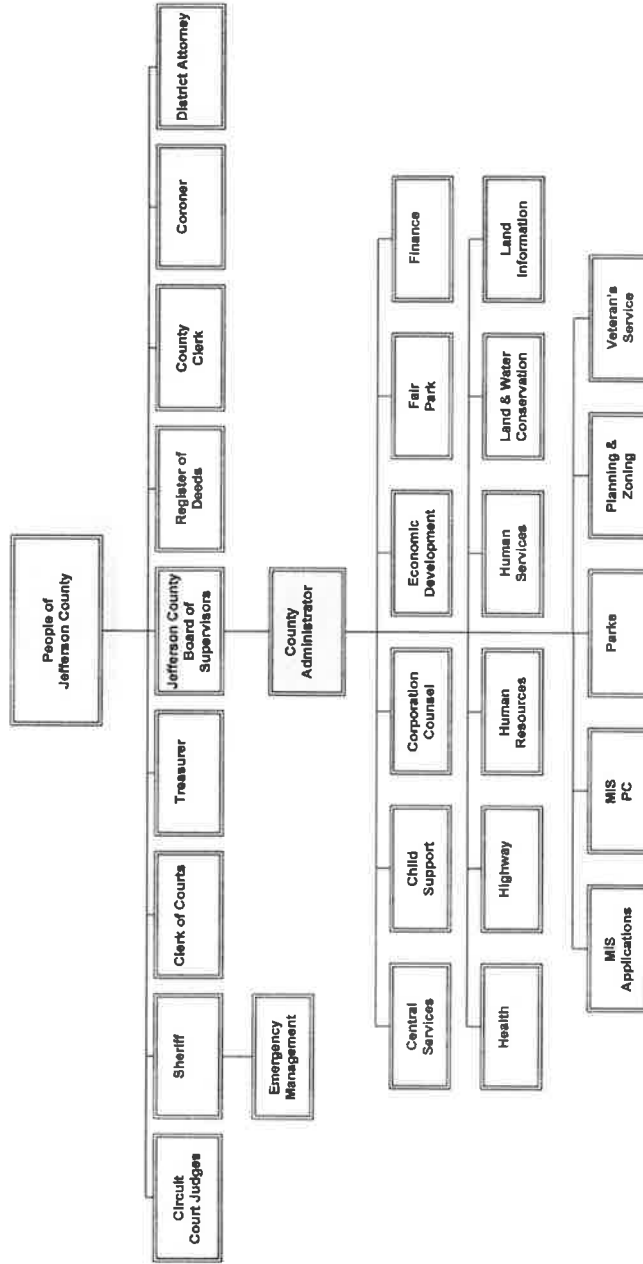 People of
Jefferson County
Circuit
Court Judges
Sheriff
Clerk of Courts
Treasurer
Jefferson County
Board of
Supervisors
Register of
Deeds
County
Clerk
Coroner
District Attorney
Emergency
Management
County
Administrator
Central
Services
Child
Support
Corporation
Counsel
Economic
Development
Fair
Park
Finance
Health
Highway
Human
Resources
Human
Services
Land & Water
Conservation
Land
Information
MIS
Applications
MIS
PC
Parks
Planning &
Zoning
Veteran's
Service